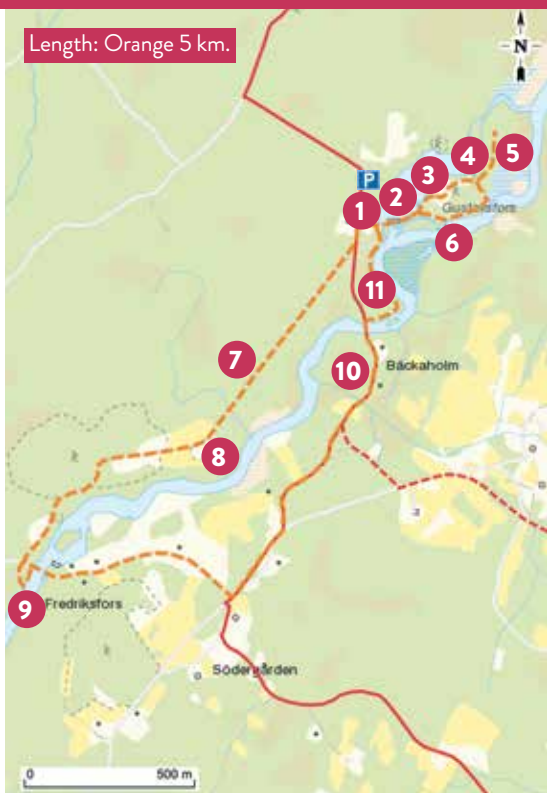 Length: Orange 5 km.
N
P
5
4
3
2
1
Gustavsfors
6
11
7
10
Bäckaholm
8
9
Fredriksfors
Södergården
0 500 m